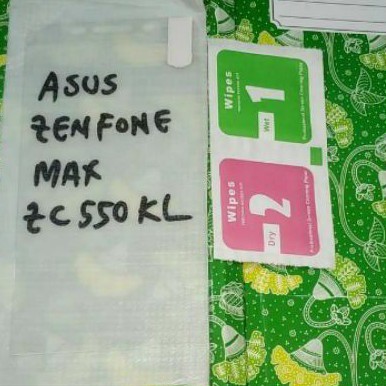 ASUS
ZENFONE
MAX
ZC550KL
Wipes
1
Wet
Wipes
2
Dry